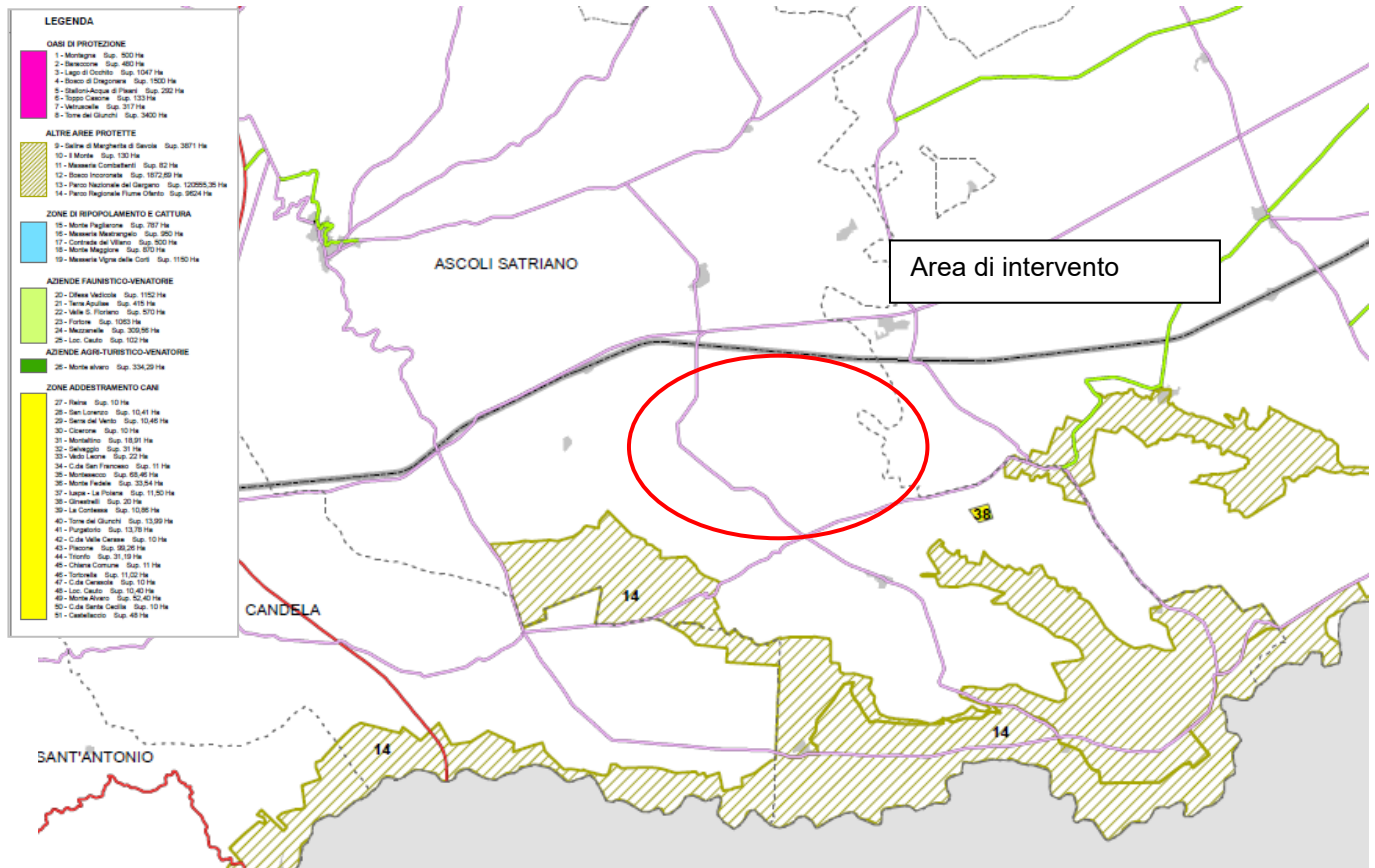 LEGENDA
OASI DI PROTEZIONE
1 - Montagna Sup. 500 Ha
2 - Beraccone Sup. 460 Ha
3 - Lago di Occhito Sup. 1047 Ha
4 - Bosco di Dragonara Sup. 1500 Ha
5 - Stalloni-Acqua di Pisani Sup. 292 Ha
6 - Toppo Casone Sup. 133 Ha
7 - Vetruscelle Sup. 317 Ha
8 - Torre dei Giunchi Sup. 3400 Ha
ALTRE AREE PROTETTE
9 - Saline di Margherita di Savoia Sup. 3871 Ha
10 - Il Monte Sup. 130 Ha
11 - Masseria Combattenti Sup. 82 Ha
12 - Bosco Incoronata Sup. 1872,69 Ha
13 - Parco Nazionale del Gargano Sup. 120555,35 Ha
14 - Parco Regionale Fiume Ofanto Sup. 9624 Ha
ZONE DI RIPOPOLAMENTO E CATTURA
15 - Monte Pagliarone Sup. 787 Ha
16 - Masseria Mastrangelo Sup. 950 Ha
17 - Contrada del Villano Sup. 500 Ha
18 - Monte Maggiore Sup. 870 Ha
19 - Masseria Vigna delle Corti Sup. 1150 Ha
AZIENDE FAUNISTICO-VENATORIE
20 - Difesa Vadicola Sup. 1152 Ha
21 - Terra Apuliae Sup. 415 Ha
22 - Valle S. Floriano Sup. 570 Ha
23 - Fortore Sup. 1063 Ha
24 - Mezzanelle Sup. 309,56 Ha
25 - Loc. Cauto Sup. 102 Ha
AZIENDE AGRI-TURISTICO-VENATORIE
26 - Monte alvaro Sup. 334,29 Ha
ZONE ADDESTRAMENTO CANI
27 - Reina Sup. 10 Ha
28 - San Lorenzo Sup. 10,41 Ha
29 - Serra del Vento Sup. 10,46 Ha
30 - Cicerone Sup. 10 Ha
31 - Montaltino Sup. 18,91 Ha
32 - Selvaggio Sup. 31 Ha
33 - Vado Leone Sup. 22 Ha
34 - C.da San Francesco Sup. 11 Ha
35 - Montesecco Sup. 68,46 Ha
36 - Monte Fedele Sup. 33,54 Ha
37 - Iuspa - La Poiana Sup. 11,50 Ha
38 - Ginestrelli Sup. 20 Ha
39 - La Contessa Sup. 10,86 Ha
40 - Torre dei Giunchi Sup. 13,99 Ha
41 - Purgatorio Sup. 13,78 Ha
42 - C.da Valle Cerasa Sup. 10 Ha
43 - Piscone Sup. 99,26 Ha
44 - Trionfo Sup. 31,19 Ha
45 - Chiana Comune Sup. 11 Ha
46 - Tortorella Sup. 11,02 Ha
47 - C.da Cerasola Sup. 10 Ha
48 - Loc. Cauto Sup. 10,40 Ha
49 - Monte Alvaro Sup. 52,40 Ha
50 - C.da Santa Cecilia Sup. 10 Ha
51 - Castelluccio Sup. 48 Ha
ASCOLI SATRIANO
Area di intervento
38
14
CANDELA
14
14
SANT'ANTONIO